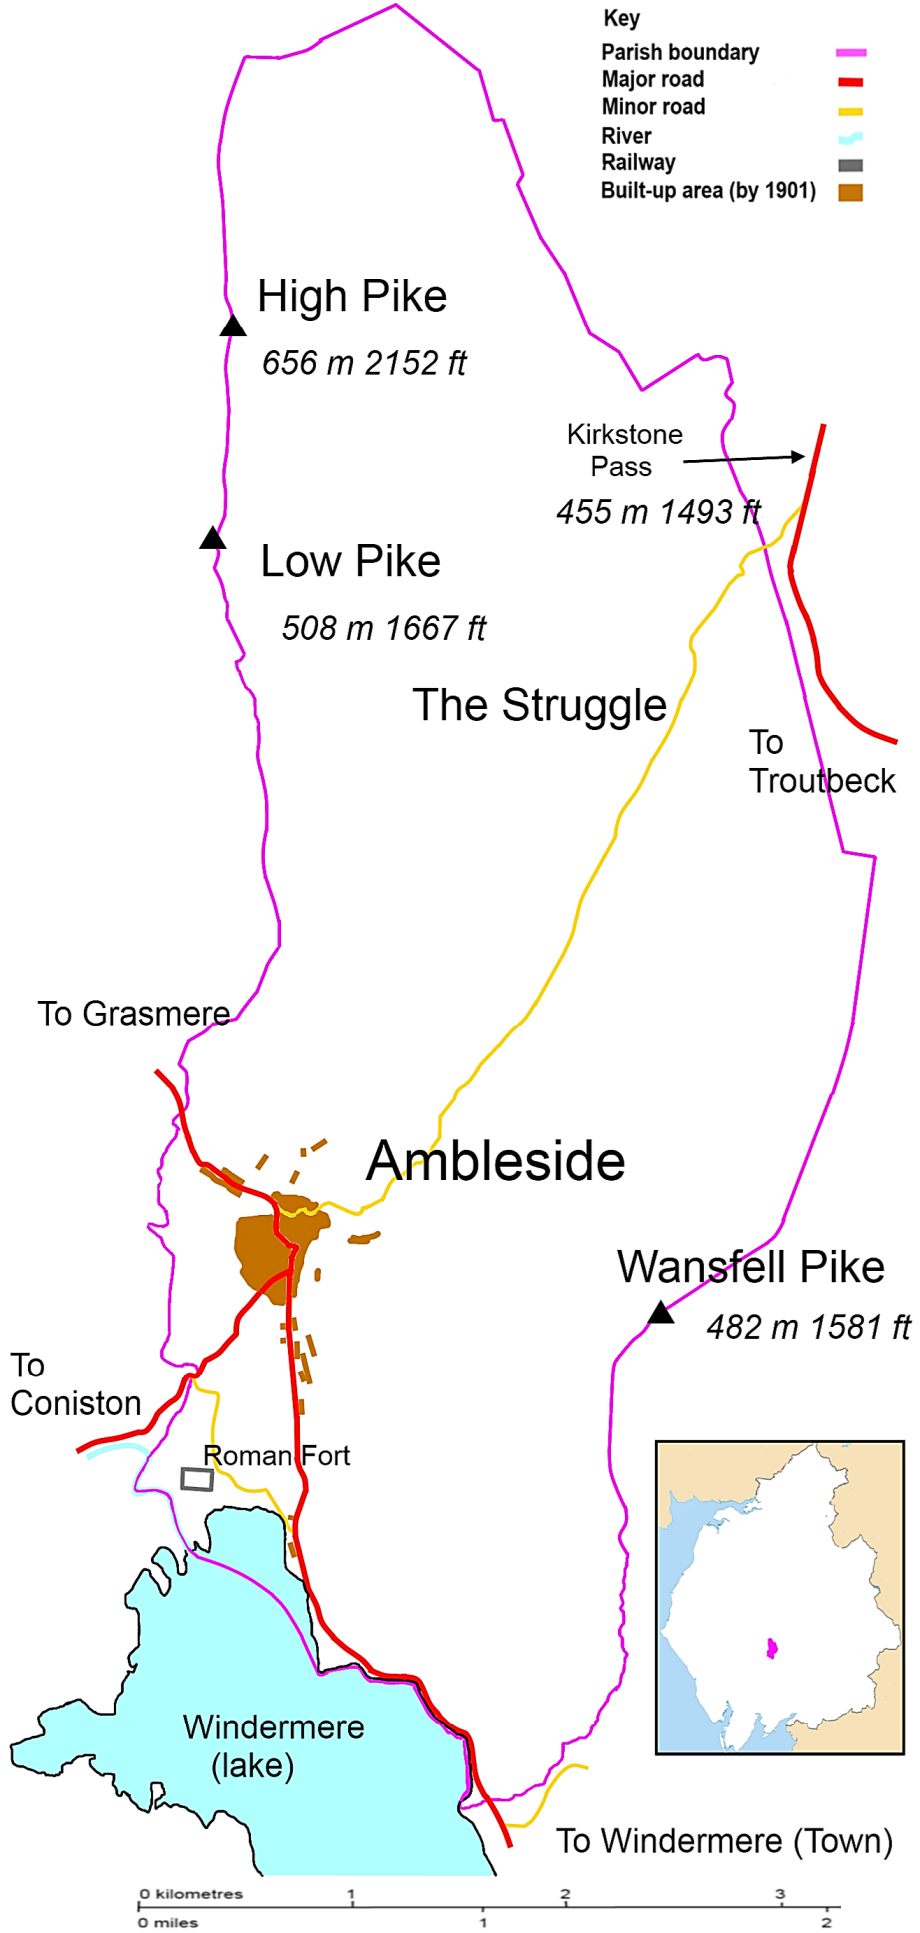 Key
Parish boundary
Major road
Minor road
River
Railway
Built-up area (by 1901)
High Pike
656 m 2152 ft
Kirkstone
Pass
455 m 1493 ft
Low Pike
508 m 1667 ft
The Struggle
To
Troutbeck
To Grasmere
Ambleside
Wansfell Pike
482 m 1581 ft
To
Coniston
Roman Fort
Windermere
(lake)
To Windermere (Town)
0 kilometres 1 2 3
0 miles 1 2